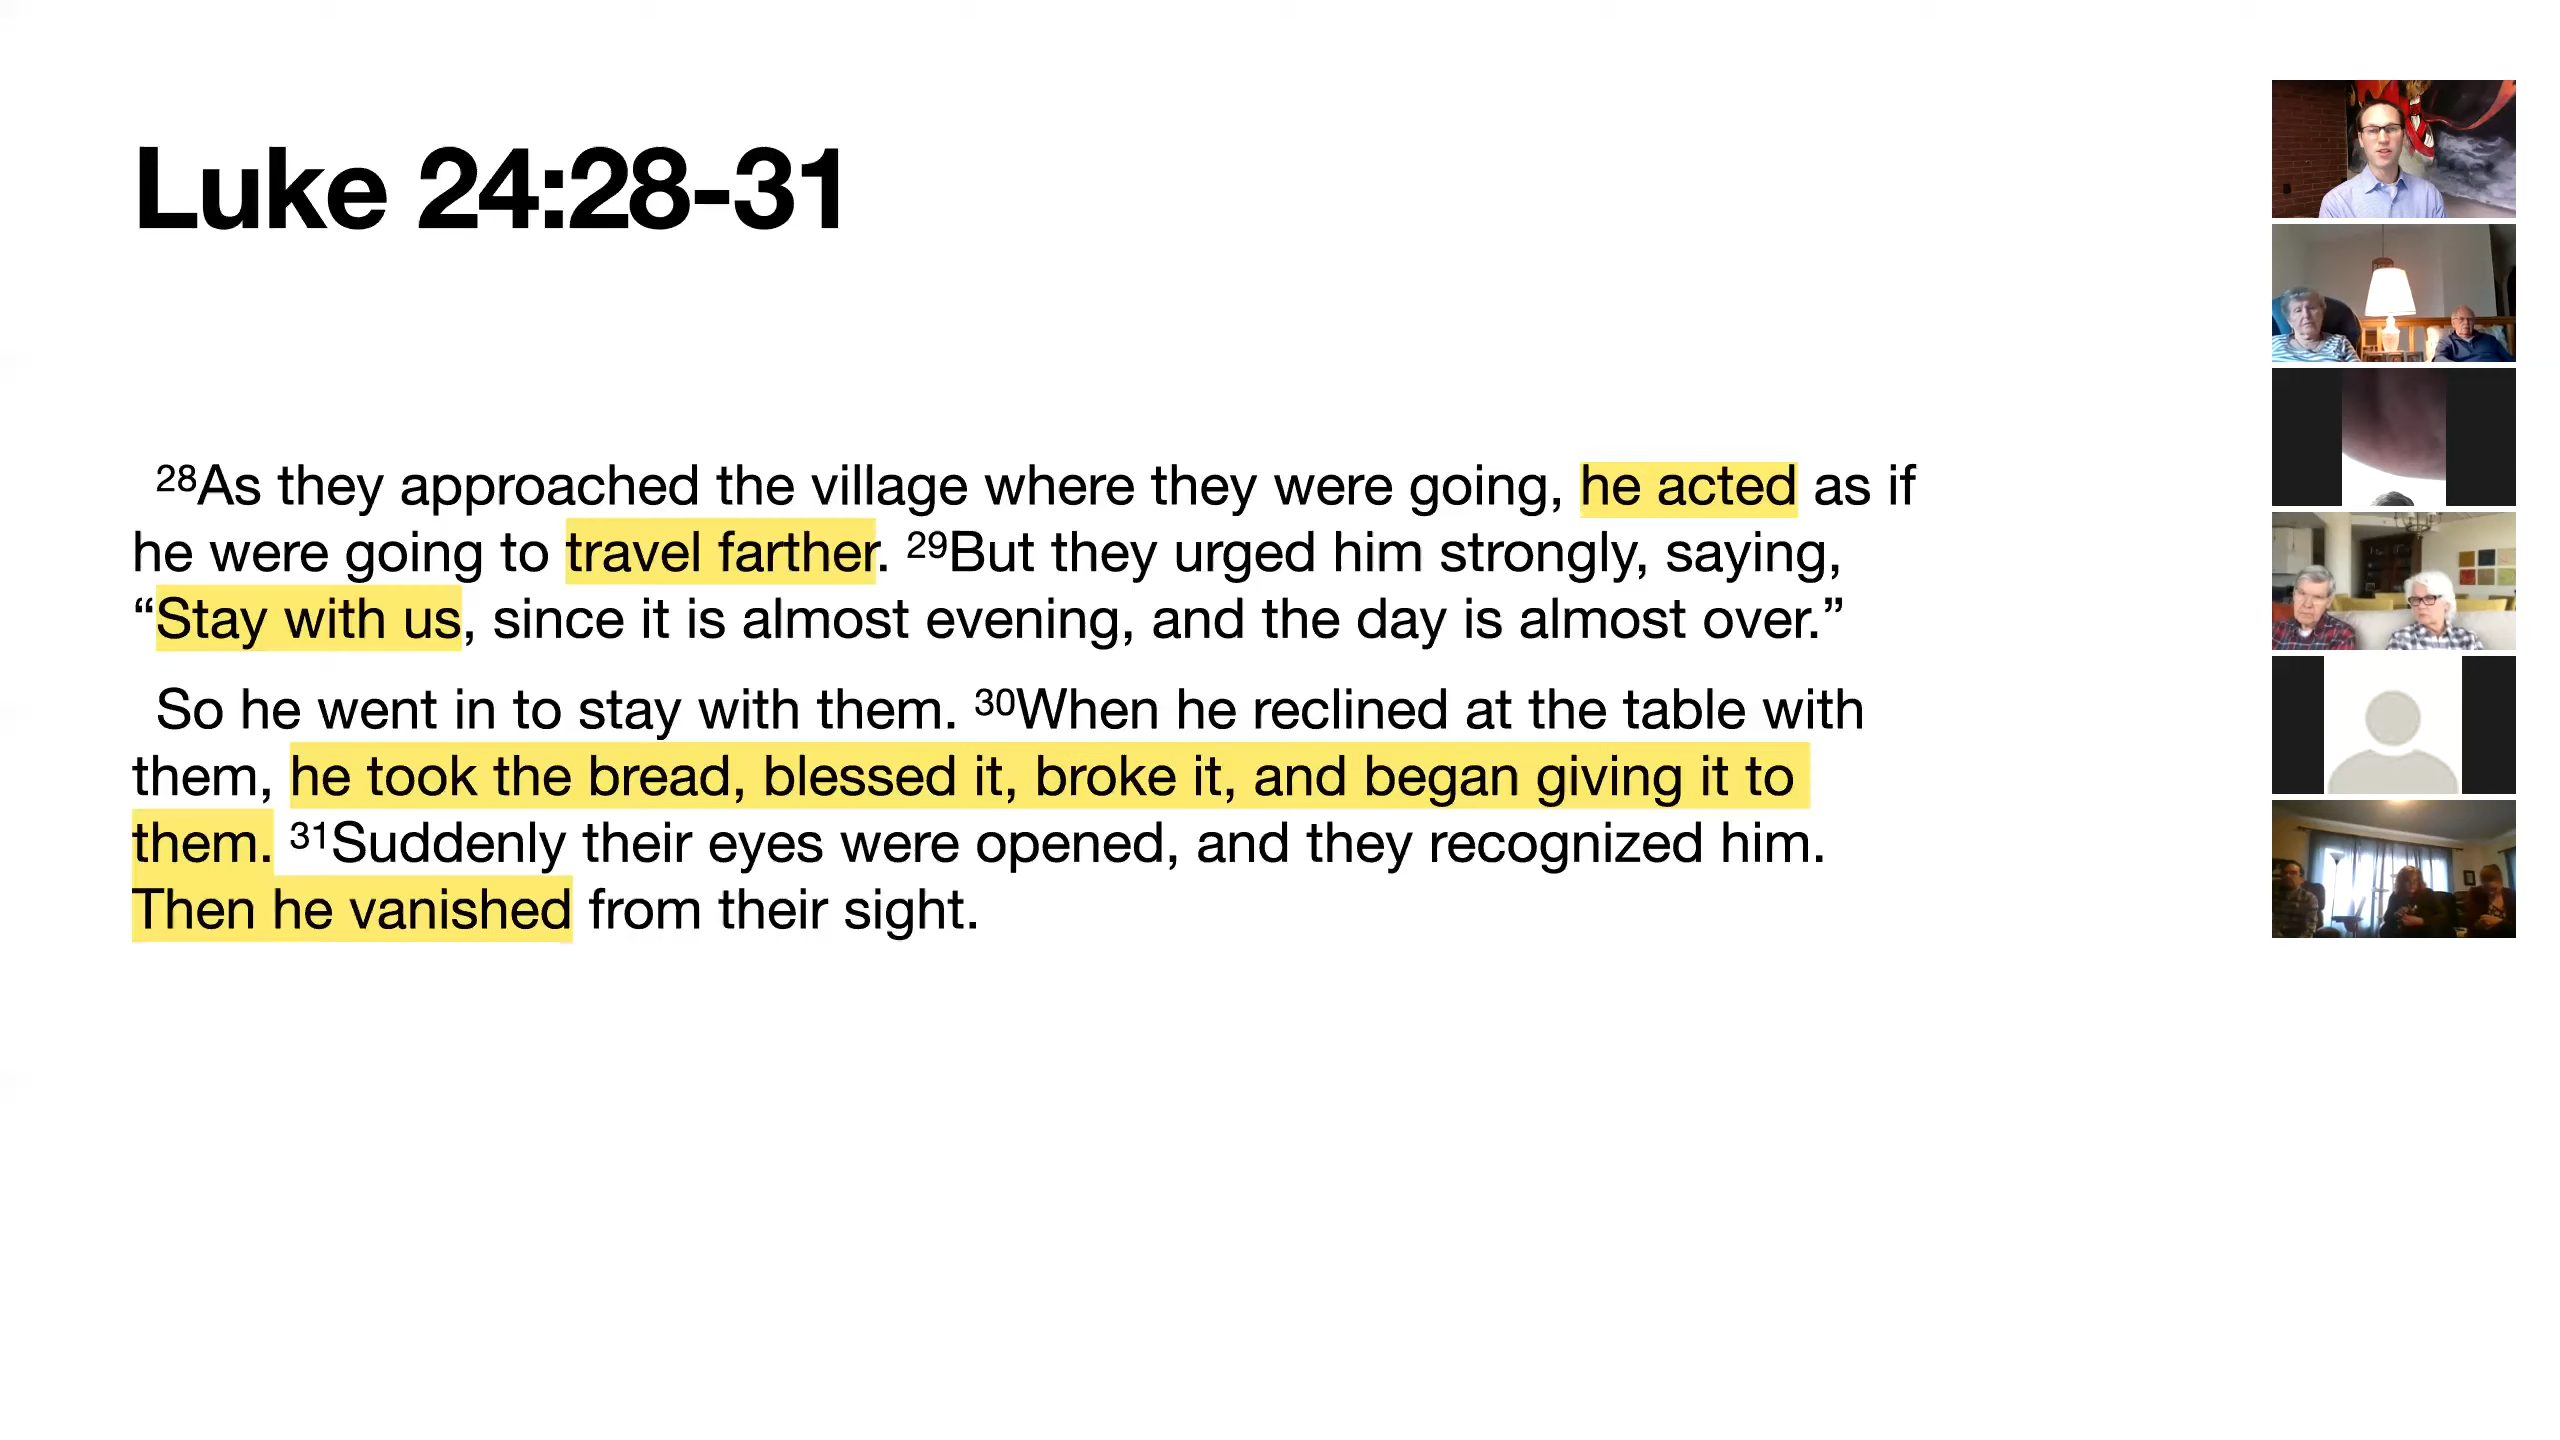 Luke 24:28-31
28As they approached the village where they were going, he acted as if
he were going to travel farther. 29But they urged him strongly, saying,
“Stay with us, since it is almost evening, and the day is almost over.”
So he went in to stay with them. 30When he reclined at the table with
them, he took the bread, blessed it, broke it, and began giving it to
them. 31Suddenly their eyes were opened, and they recognized him.
Then he vanished from their sight.